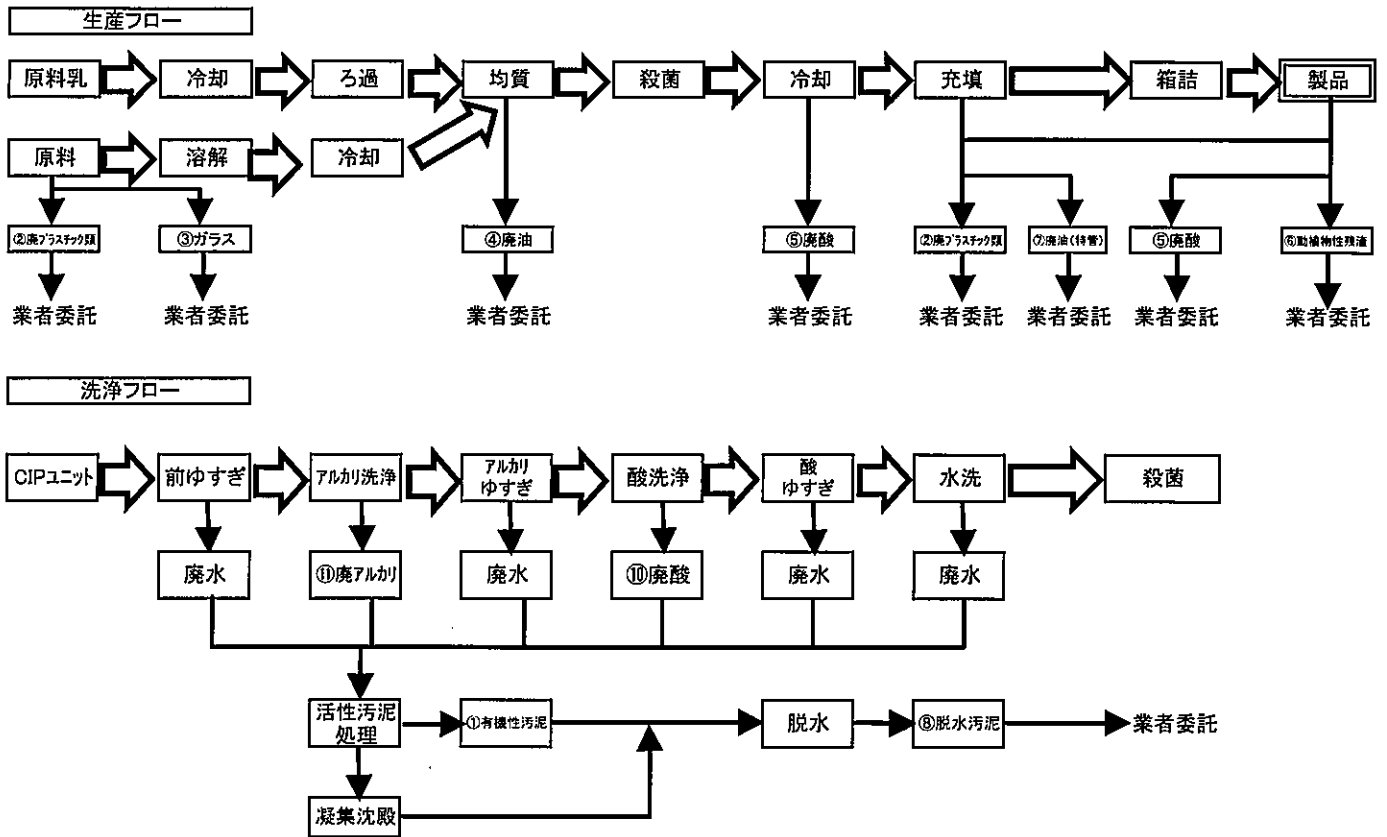 生産フロー
原料乳
冷却
ろ過
均質
殺菌
冷却
充填
箱詰
製品
原料
溶解
冷却
②廃プラスチック類
③ガラス
④廃油
⑤廃酸
②廃プラスチック類
⑦廃油(特管)
⑤廃酸
⑥動植物性残渣
業者委託
業者委託
業者委託
業者委託
業者委託
業者委託
業者委託
業者委託
洗浄フロー
CIPユニット
前ゆすぎ
アルカリ洗浄
アルカリ
ゆすぎ
酸洗浄
酸
ゆすぎ
水洗
殺菌
廃水
⑪廃アルカリ
廃水
⑩廃酸
廃水
廃水
活性汚泥
処理
①有機性汚泥
脱水
⑧脱水汚泥
業者委託
凝集沈殿